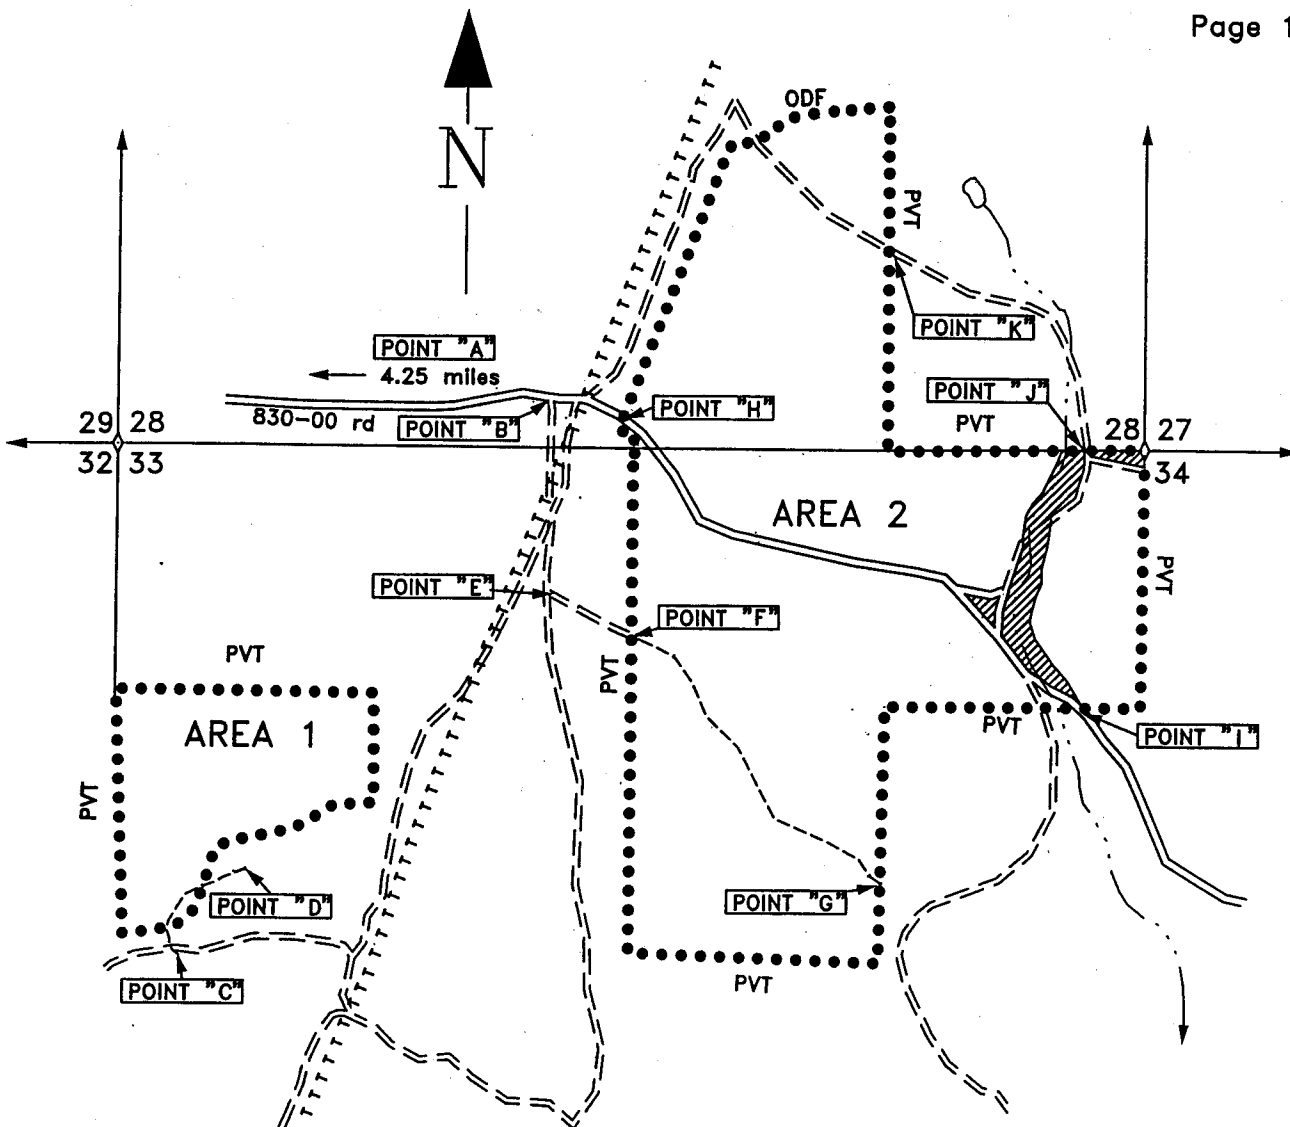 Page 1
ODF
N
PVT
POINT "K"
POINT "A"
4.25 miles
830-00 rd
POINT "B"
POINT "H"
POINT "J"
PVT
29 28
28 27
32 33
34
AREA 2
POINT "E"
POINT "F"
PVT
PVT
PVT
AREA 1
PVT
POINT "I"
PVT
POINT "D"
POINT "G"
POINT "C"
PVT
T T T T T T T T T T T T T T T T T T T T T T T T T T T T T T